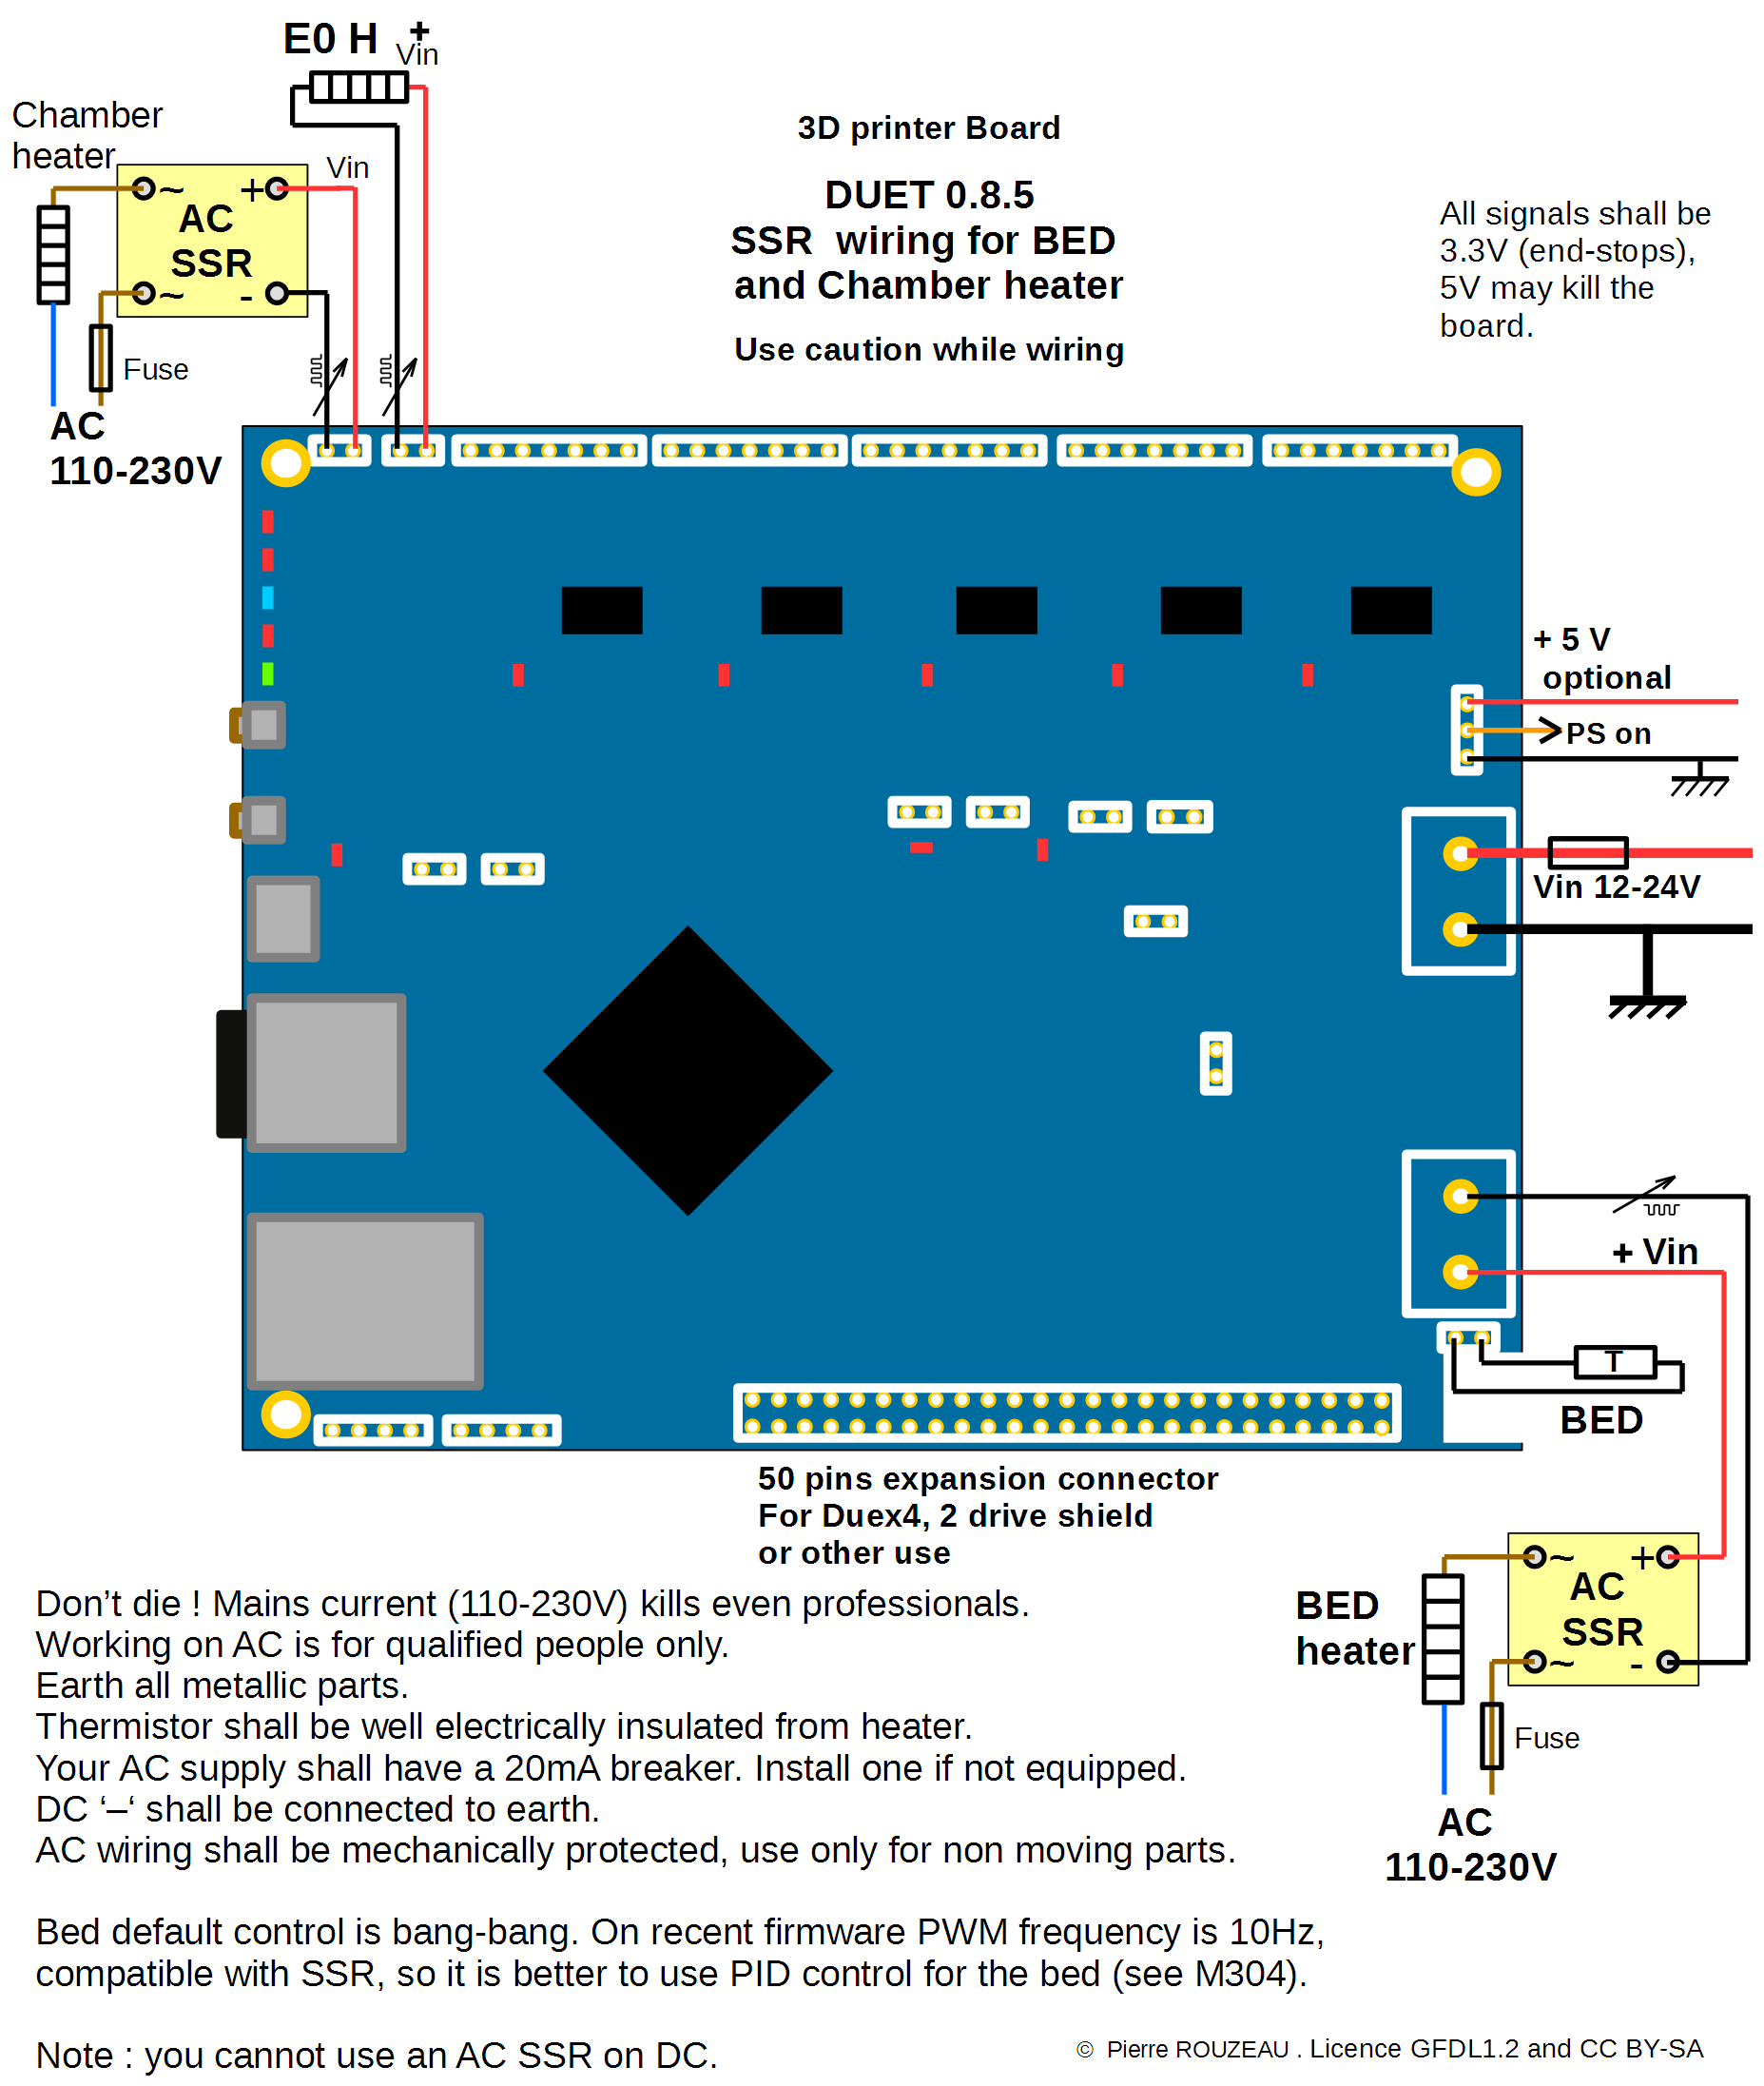 E0 H
+
Vin
Chamber
heater
Vin
~
+
AC
SSR
~
-
Fuse
AC
110-230V
3D printer Board
DUET 0.8.5
SSR  wiring for BED
and Chamber heater
Use caution while wiring
All signals shall be
3.3V (end-stops),
5V may kill the
board.
+ 5 V
optional
PS on
Vin 12-24V
+ Vin
T
BED
50 pins expansion connector
For Duex4, 2 drive shield
or other use
~
+
AC
SSR
~
-
BED
heater
Fuse
AC
110-230V
Don’t die ! Mains current (110-230V) kills even professionals.
Working on AC is for qualified people only.
Earth all metallic parts.
Thermistor shall be well electrically insulated from heater.
Your AC supply shall have a 20mA breaker. Install one if not equipped.
DC ‘–‘ shall be connected to earth.
AC wiring shall be mechanically protected, use only for non moving parts.
Bed default control is bang-bang. On recent firmware PWM frequency is 10Hz,
compatible with SSR, so it is better to use PID control for the bed (see M304).
Note : you cannot use an AC SSR on DC.
© Pierre ROUZEAU . Licence GFDL1.2 and CC BY-SA